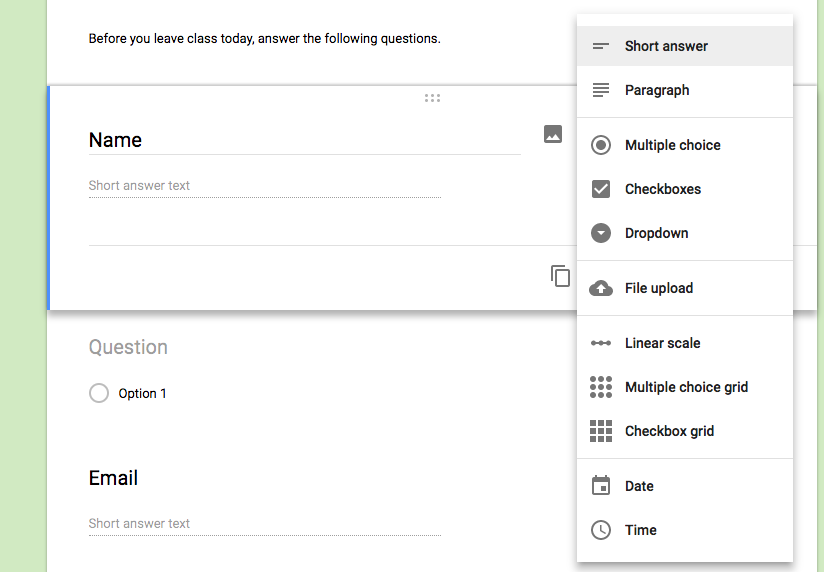 Before you leave class today, answer the following questions.
Name
Short answer text
Question
Option 1
Email
Short answer text
Short answer
Paragraph
Multiple choice
Checkboxes
Dropdown
File upload
Linear scale
Multiple choice grid
Checkbox grid
Date
Time